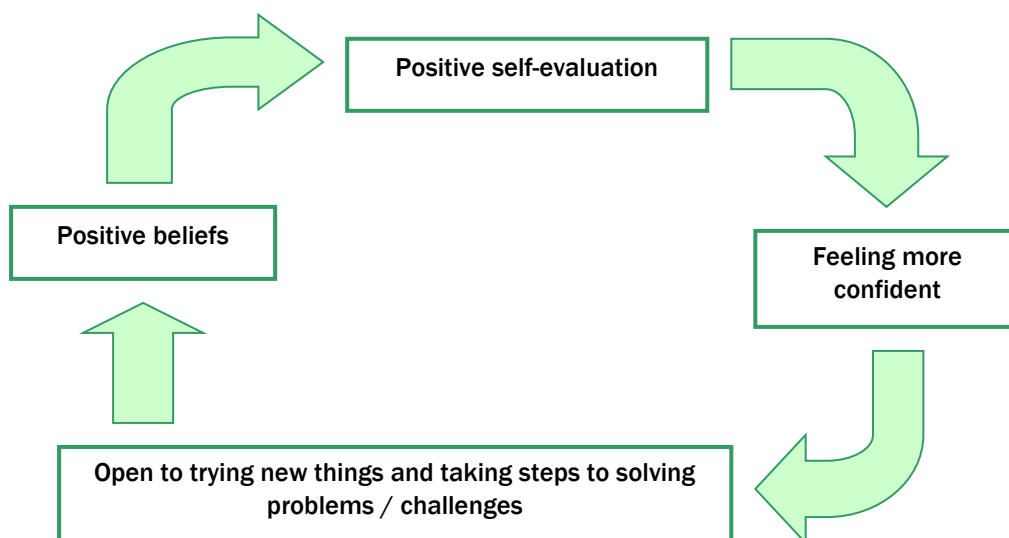 Positive self-evaluation
Positive beliefs
Feeling more
confident
Open to trying new things and taking steps to solving
problems / challenges